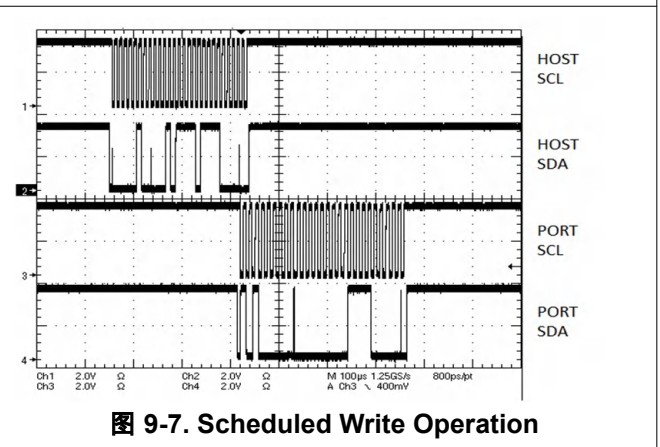 HOST
SCL
1
HOST
SDA
2
PORT
SCL
3
PORT
SDA
4
Ch1 2.0V Ω Ch2 2.0V Ω M 100µs 1.25GS/s 800ps/pt
Ch3 2.0V Ω Ch4 2.0V Ω A Ch3 ∖ 400mV
图 9-7. Scheduled Write Operation